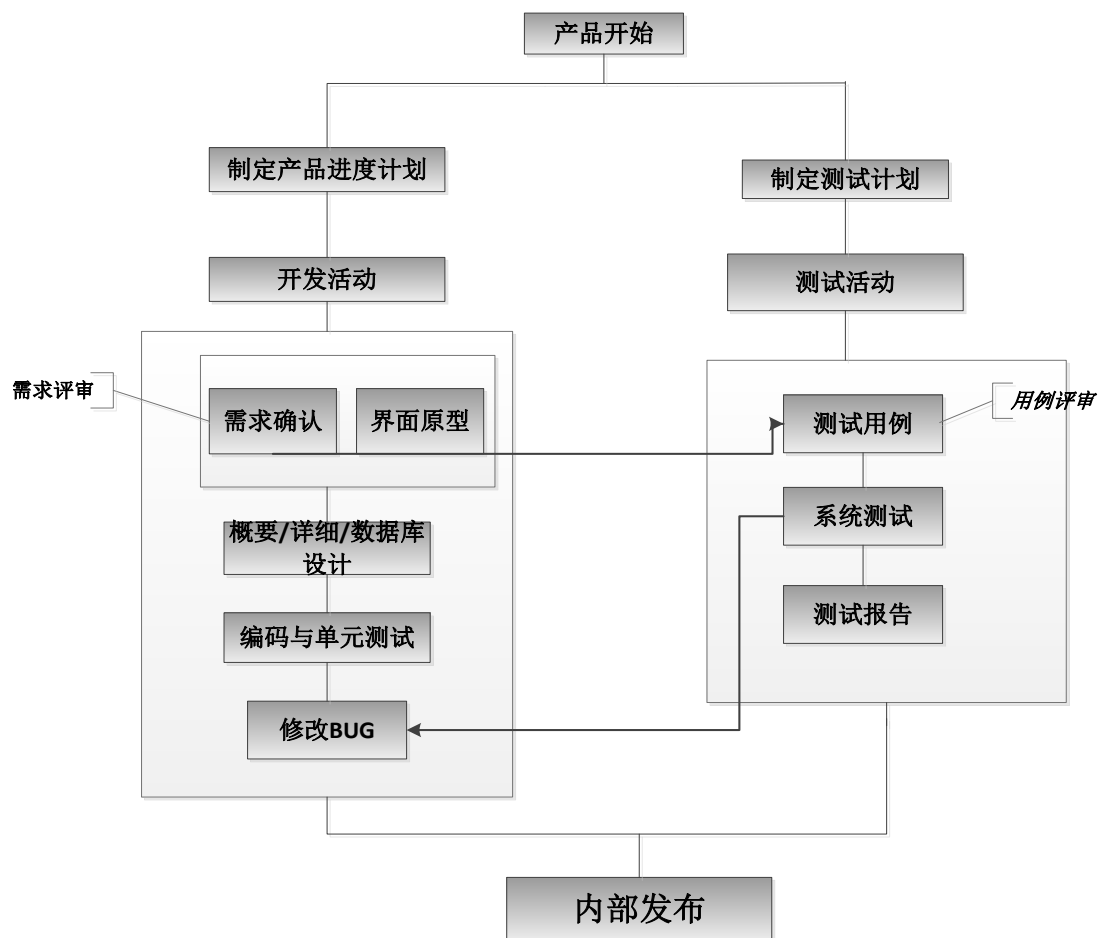 产品开始
制定产品进度计划
制定测试计划
开发活动
测试活动
需求评审
需求确认
界面原型
测试用例
用例评审
概要/详细/数据库
设计
系统测试
编码与单元测试
测试报告
修改BUG
内部发布